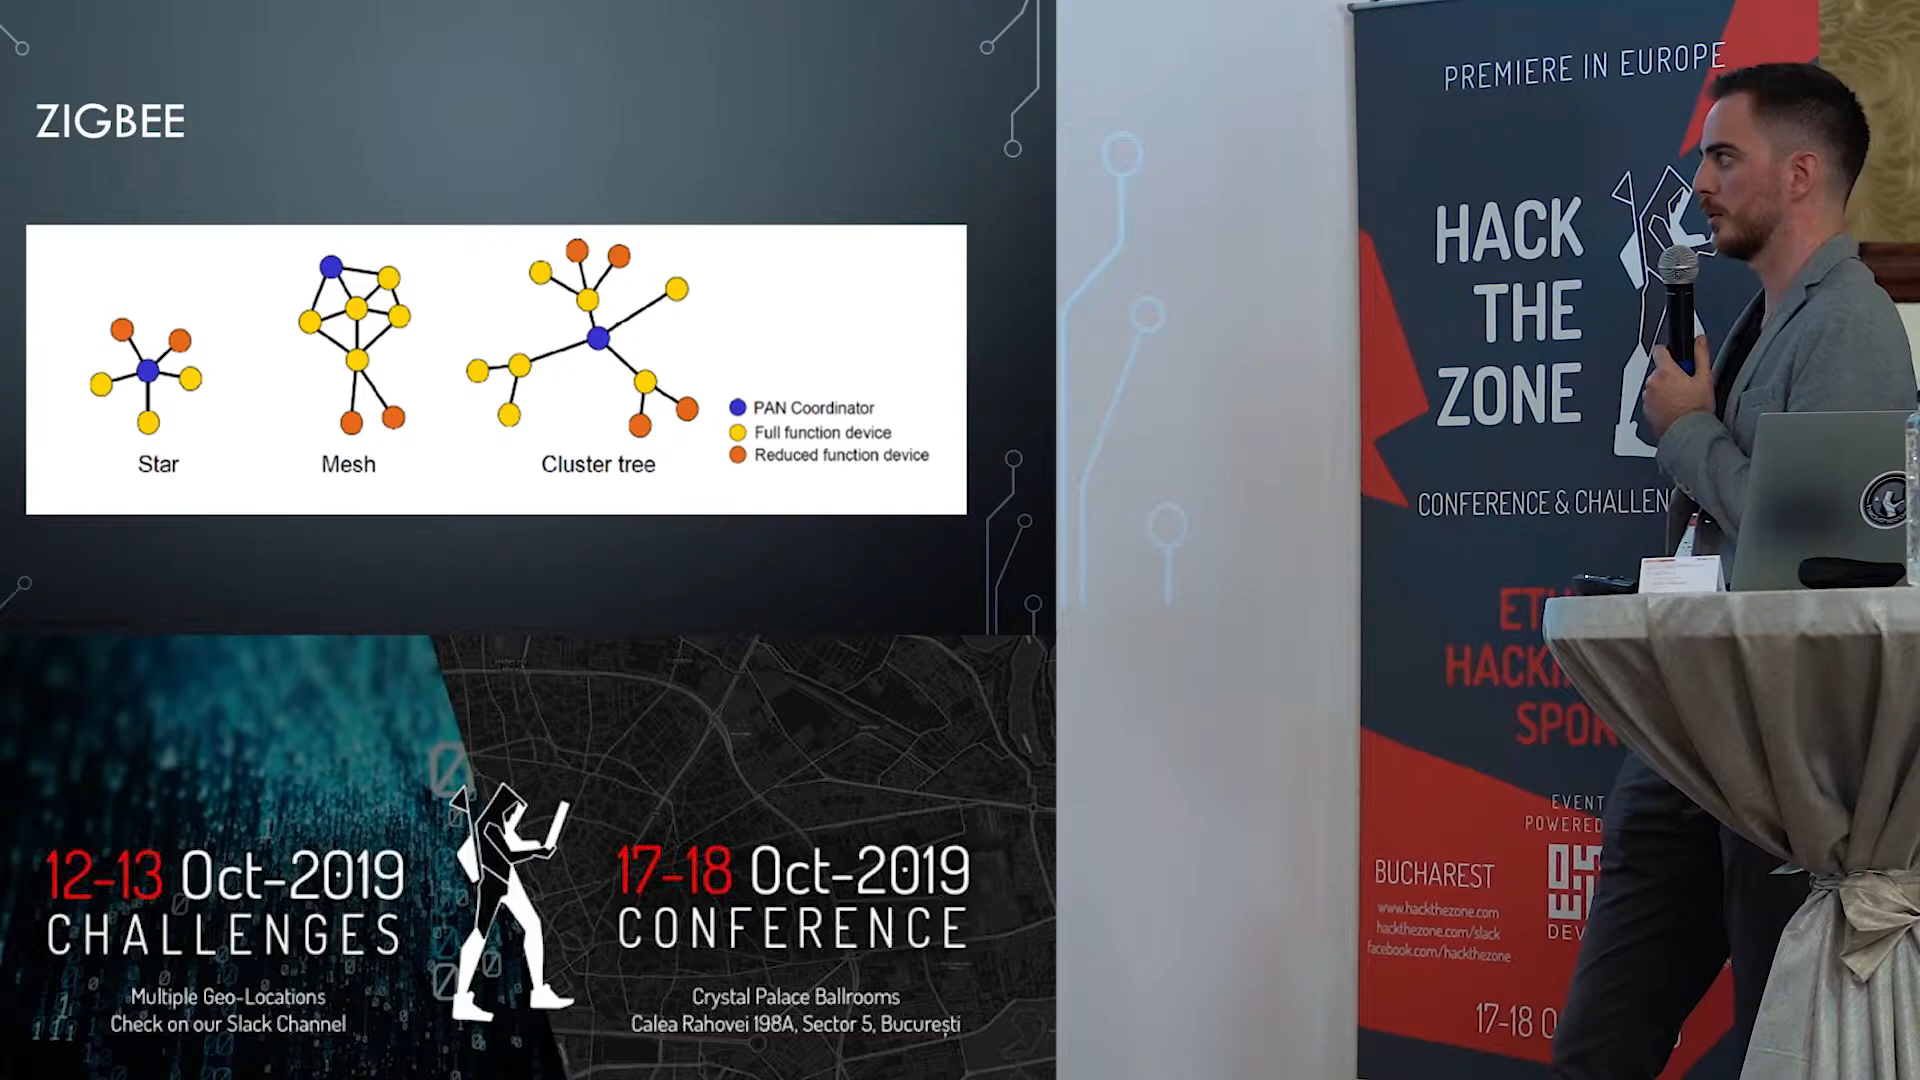 ZIGBEE
Star
Mesh
Cluster tree
PAN Coordinator
Full function device
Reduced function device
12-13 Oct-2019
CHALLENGES
Multiple Geo-Locations
Check on our Slack Channel
17-18 Oct-2019
CONFERENCE
Crystal Palace Ballrooms
Calea Rahovei 198A, Sector 5, București
PREMIERE IN EUROPE
HACK
THE
ZONE
CONFERENCE & CHALLEN
ET
HACKI
SPOR
EVENT
POWERED
BUCHAREST
www.hackthezone.com
hackthezone.com/slack
facebook.com/hackthezone
DEV
17-18 O